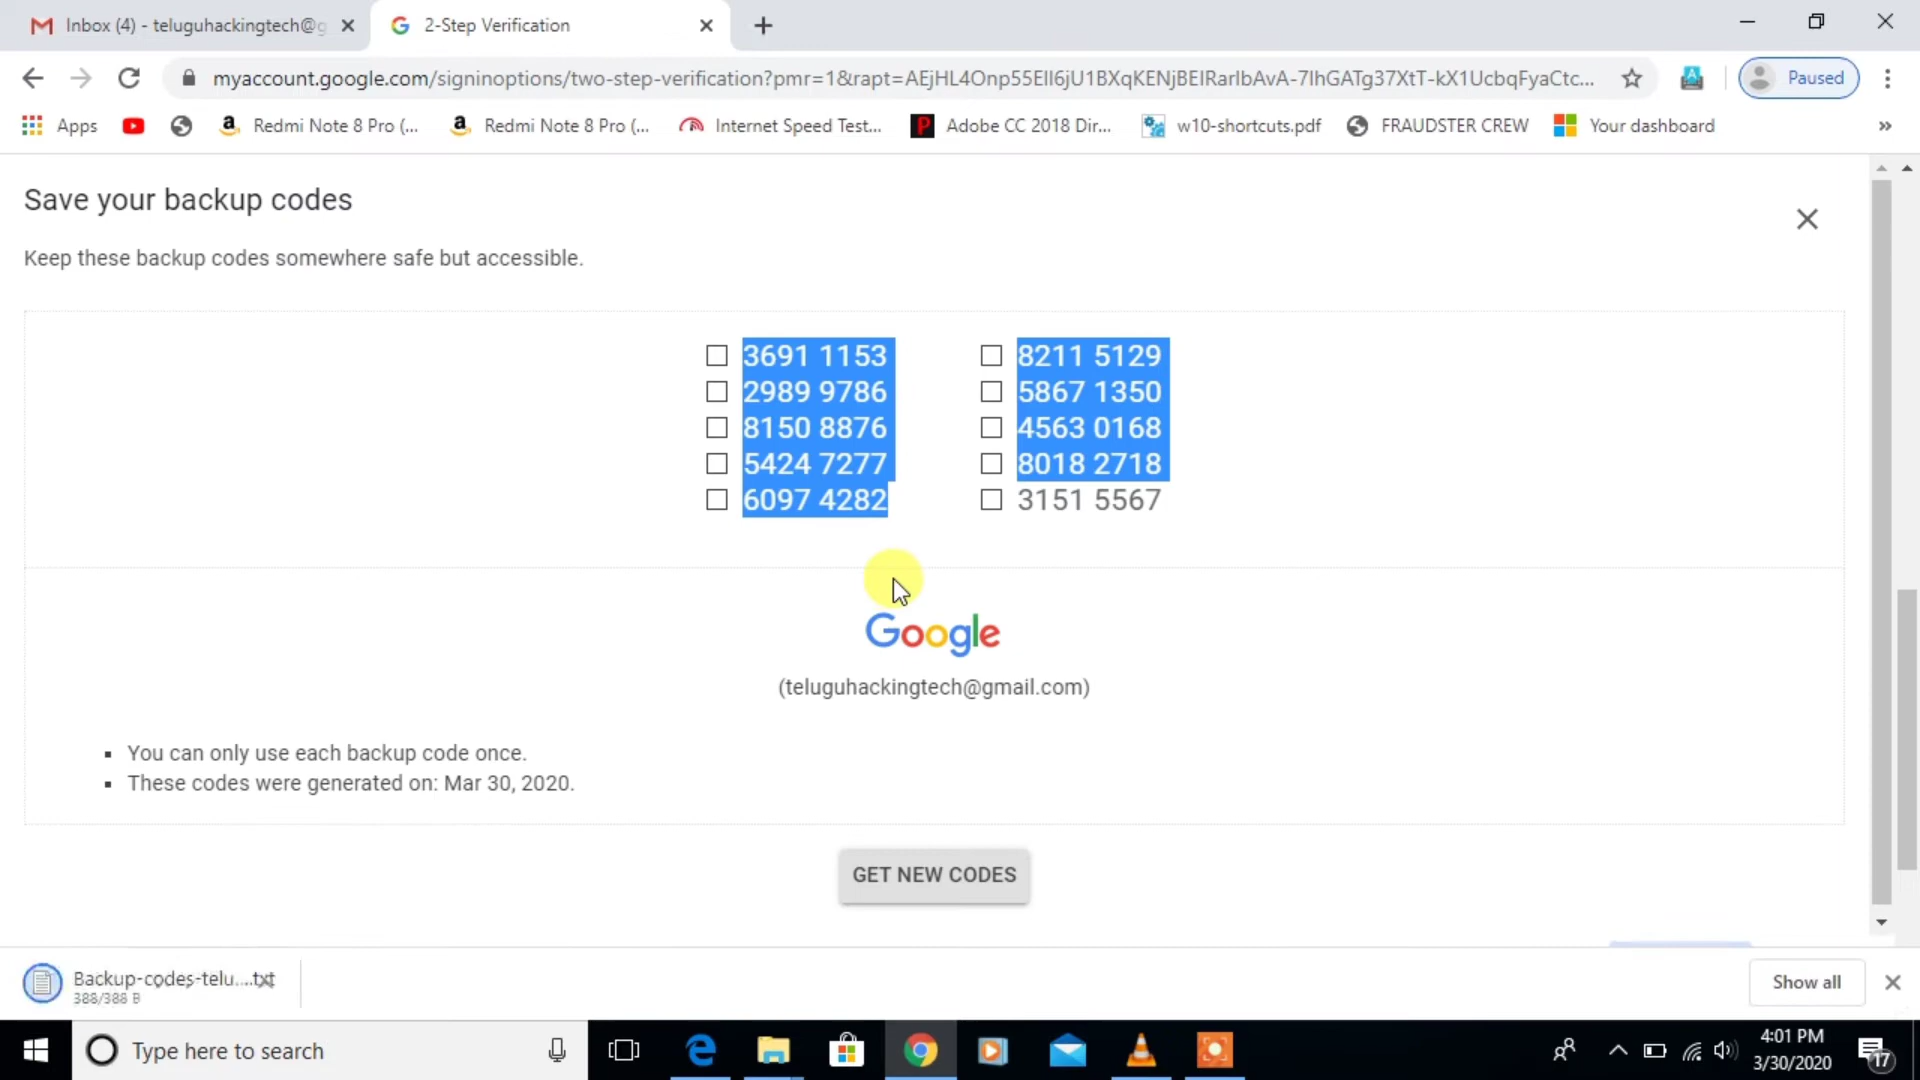 Inbox (4) - teluguhackingtech@g
2-Step Verification
myaccount.google.com/signinoptions/two-step-verification?pmr=1&rapt=
Paused
Apps
Redmi Note 8 Pro (...
Redmi Note 8 Pro (...
Internet Speed Test...
Adobe CC 2018 Dir...
w10-shortcuts.pdf
FRAUDSTER CREW
Your dashboard
Save your backup codes
Keep these backup codes somewhere safe but accessible.
3691 1153 8211 5129
2989 9786 5867 1350
8150 8876 4563 0168
5424 7277 8018 2718
6097 4282 3151 5567
Google
(teluguhackingtech@gmail.com)
You can only use each backup code once.
These codes were generated on: Mar 30, 2020.
GET NEW CODES
Backup-codes-telu....txt
388/388 B
Show all
Type here to search
4:01 PM
3/30/2020
17